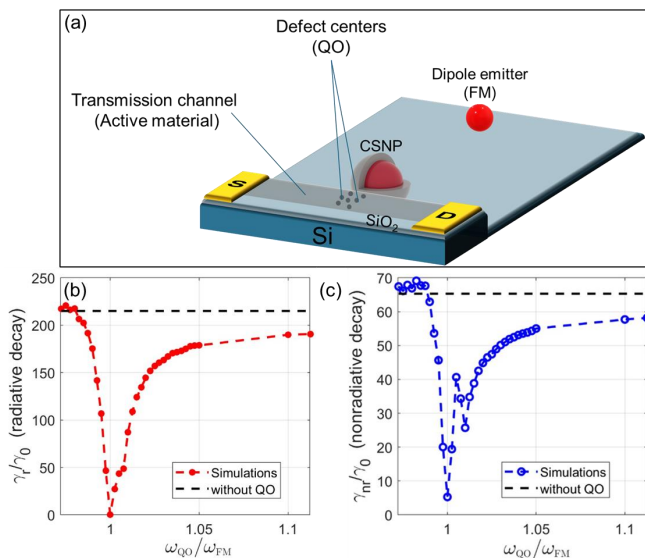 (a)
Defect centers
(QO)
Dipole emitter
(FM)
Transmission channel
(Active material)
CSNP
S
SiO₂
D
Si
(b)
250
200
150
100
50
0
γr/γ0 (radiative decay)
Simulations
without QO
1
1.05
1.1
ωQO/ωFM
(c)
70
60
50
40
30
20
10
0
γnr/γ0 (nonradiative decay)
Simulations
without QO
1
1.05
1.1
ωQO/ωFM